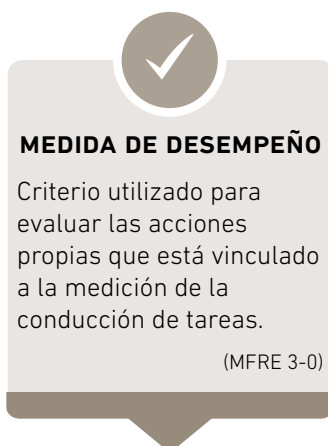 MEDIDA DE DESEMPEÑO
Criterio utilizado para
evaluar las acciones
propias que está vinculado
a la medición de la
conducción de tareas.
(MFRE 3-0)